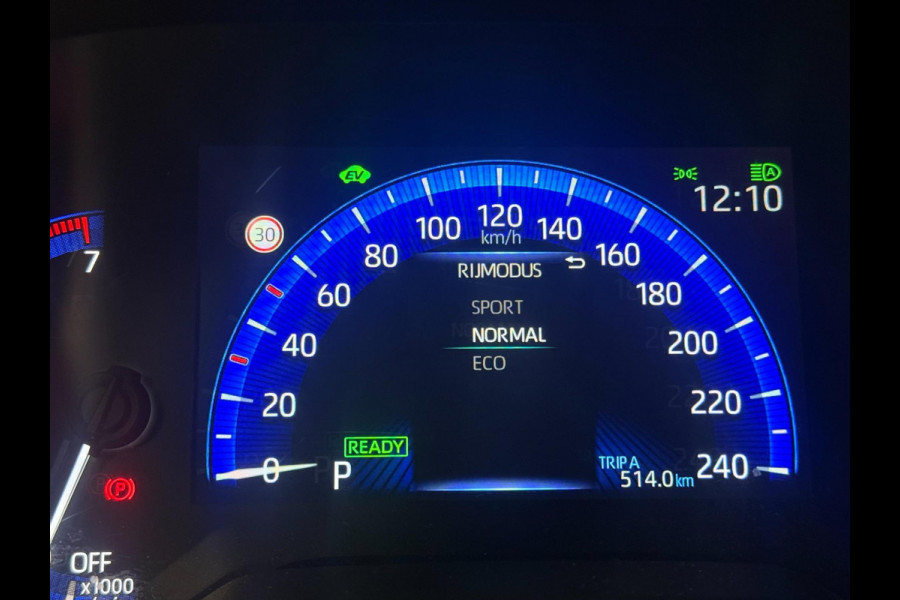 EV
A
12:10
30
7
0
20
40
60
80
100
120
140
160
180
200
220
240
km/h
RIJMODUS
SPORT
NORMAL
ECO
READY
P
TRIP A
514.0 km
P
OFF
x1000